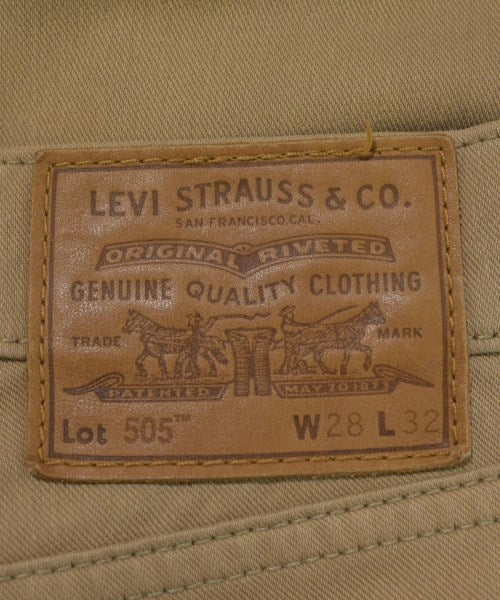 LEVI STRAUSS & CO.
SAN FRANCISCO, CAL.
ORIGINAL RIVETED
GENUINE QUALITY CLOTHING
TRADE MARK
PATENTED MAY 20 1873
Lot 505™ W28 L32